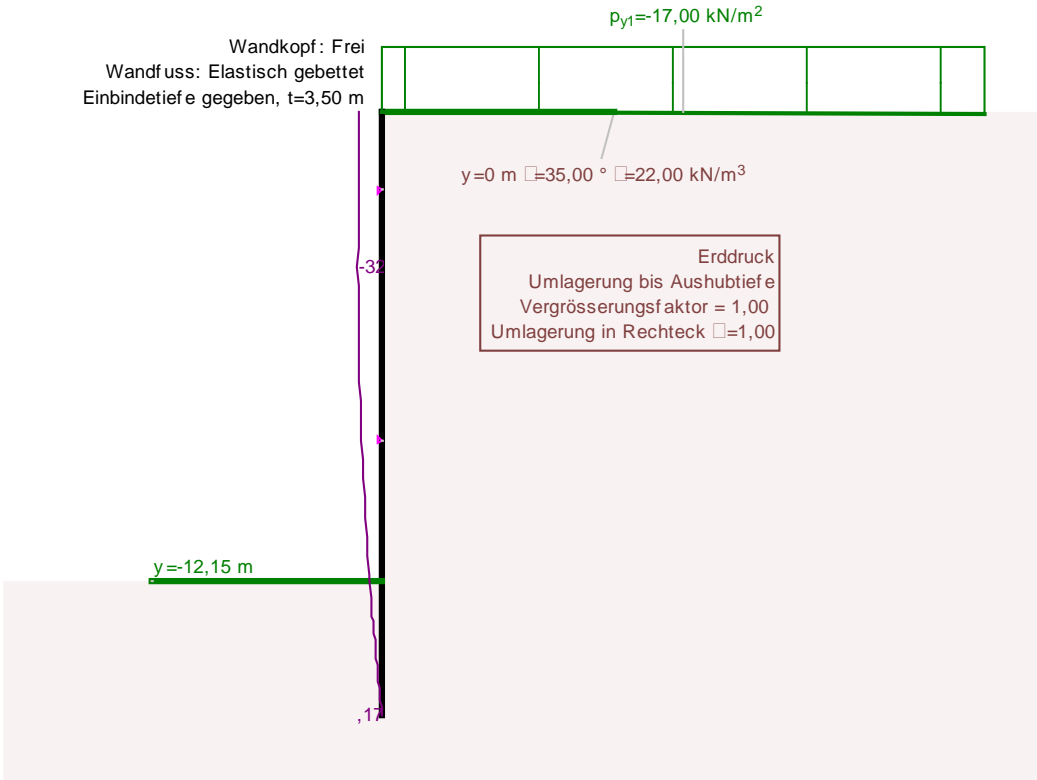 p_y1=-17,00 kN/m²
Wandkopf: Frei
Wandfuss: Elastisch gebettet
Einbindetiefe gegeben, t=3,50 m
y=0 m □=35,00 ° □=22,00 kN/m³
Erddruck
Umlagerung bis Aushubtiefe
Vergrösserungsfaktor = 1,00
Umlagerung in Rechteck □=1,00
-32
y=-12,15 m
,17